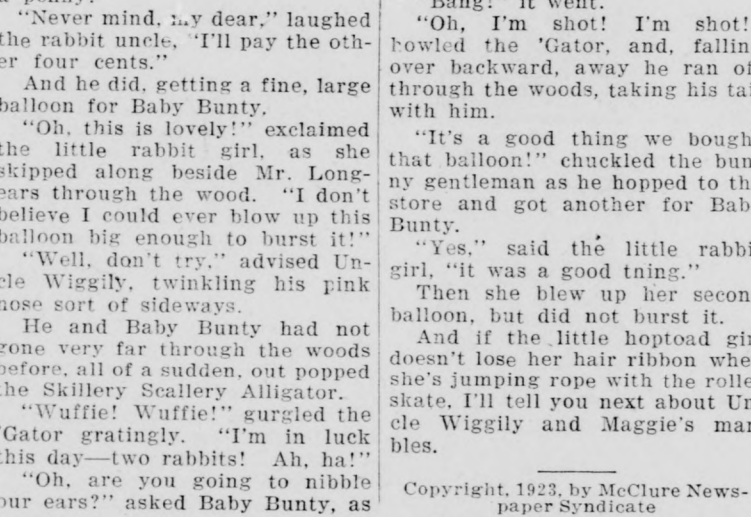 "Never mind, my dear," laughed
the rabbit uncle, "I'll pay the oth-
er four cents."
And he did, getting a fine, large
balloon for Baby Bunty.
"Oh, this is lovely!" exclaimed
the little rabbit girl, as she
skipped along beside Mr. Long-
ears through the wood. "I don't
believe I could ever blow up this
balloon big enough to burst it!"
"Well, don't try," advised Un-
cle Wiggily, twinkling his pink
nose sort of sideways.
He and Baby Bunty had not
gone very far through the woods
before, all of a sudden, out popped
the Skillery Scallery Alligator.
"Wuffie! Wuffie!" gurgled the
'Gator gratingly. "I'm in luck
this day—two rabbits! Ah, ha!"
"Oh, are you going to nibble
our ears?" asked Baby Bunty, as
Bang! It went.
"Oh, I'm shot! I'm shot!
howled the 'Gator, and, fallin
over backward, away he ran of
through the woods, taking his tai
with him.
"It's a good thing we bough
that balloon!" chuckled the bun
ny gentleman as he hopped to th
store and got another for Bab
Bunty.
"Yes," said the little rabbi
girl, "it was a good tning."
Then she blew up her secon
balloon, but did not burst it.
And if the little hoptoad gir
doesn't lose her hair ribbon whe
she's jumping rope with the rolle
skate, I'll tell you next about Un
cle Wiggily and Maggie's mar
bles.
Copyright, 1923, by McClure News-
paper Syndicate